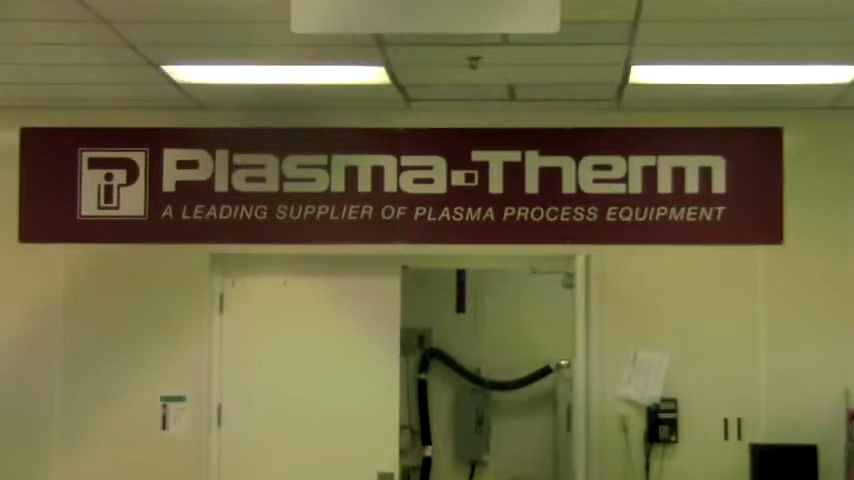 Plasma-Therm
A LEADING SUPPLIER OF PLASMA PROCESS EQUIPMENT